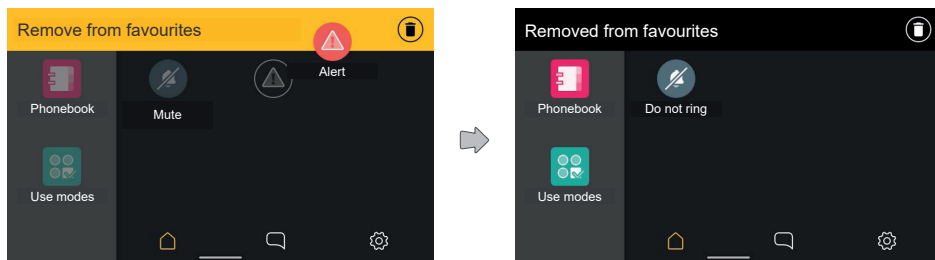 Remove from favourites
Alert
Phonebook
Mute
Use modes
Removed from favourites
Phonebook
Do not ring
Use modes